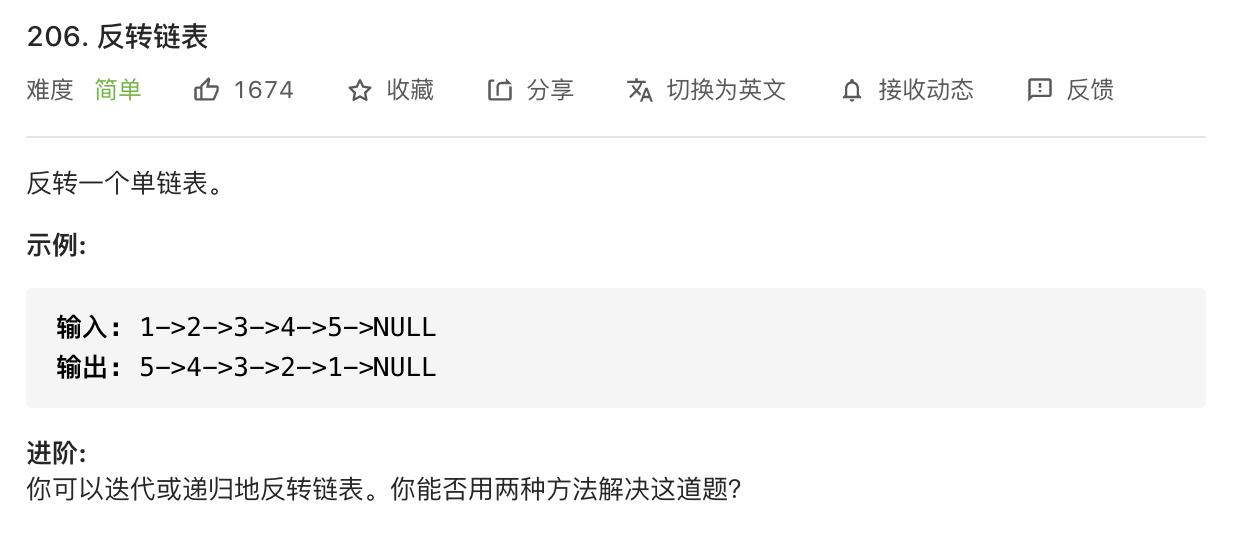 206. 反转链表
难度 简单 1674 收藏 分享 切换为英文 接收动态 反馈
反转一个单链表。
示例:
输入: 1->2->3->4->5->NULL
输出: 5->4->3->2->1->NULL
进阶:
你可以迭代或递归地反转链表。你能否用两种方法解决这道题?